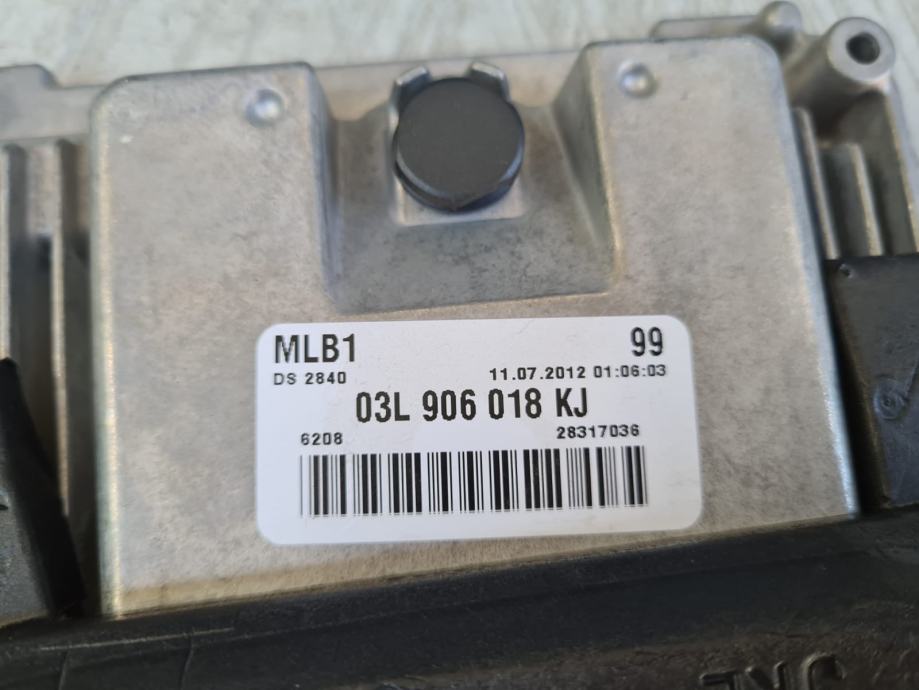 MLB1 99
DS 2840 11.07.2012 01:06:03
03L 906 018 KJ
6208 28317036